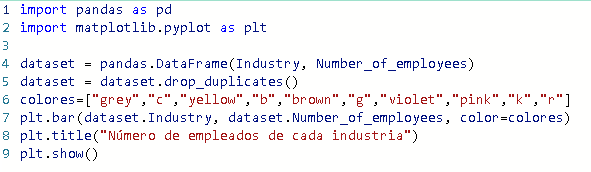 1 import pandas as pd
2 import matplotlib.pyplot as plt
3
4 dataset = pandas.DataFrame(Industry, Number_of_employees)
5 dataset = dataset.drop_duplicates()
6 colores=["grey","c","yellow","b","brown","g","violet","pink","k","r"]
7 plt.bar(dataset.Industry, dataset.Number_of_employees, color=colores)
8 plt.title("Número de empleados de cada industria")
9 plt.show()